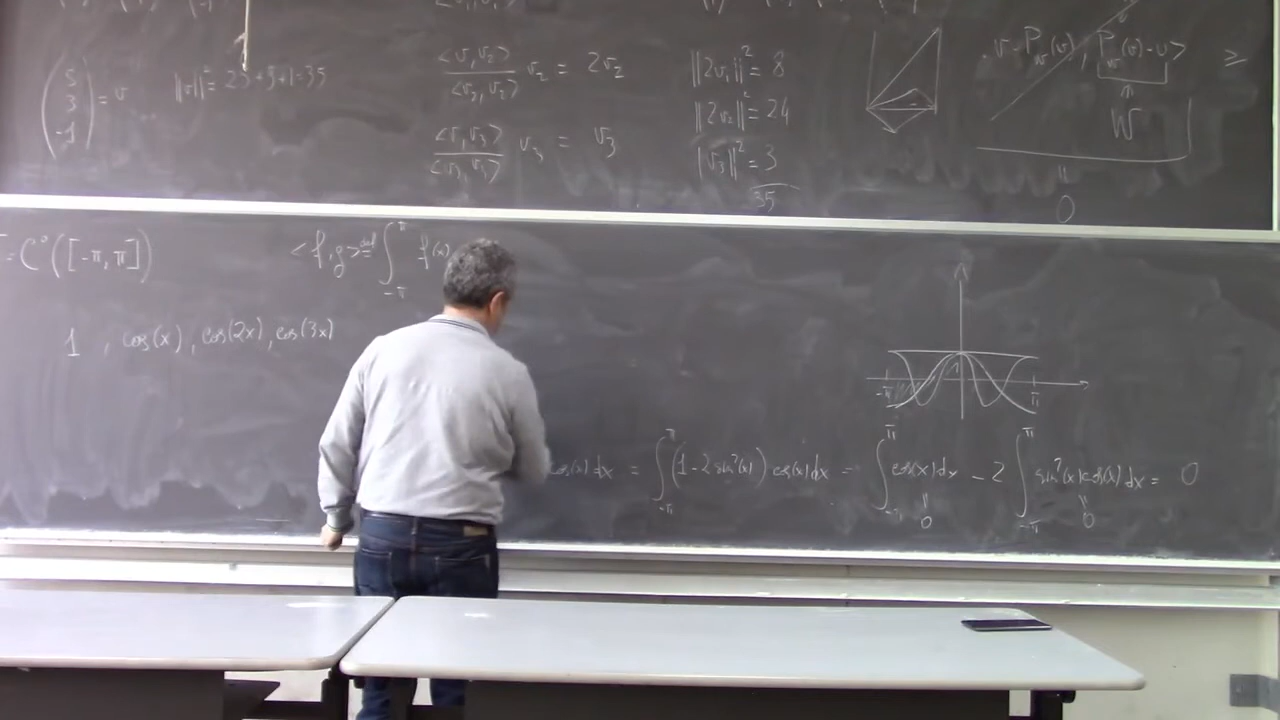 (5 3 -1) = v
||v||² = 25+9+1 = 35
<v, v₂> / <v₂, v₂> v₂ = 2v₂
<v, v₃> / <v₃, v₃> v₃ = v₃
||2v₁||² = 8
||2v₂||² = 24
||v₃||² = 3
35
v - P_W(v), P_W(v) - u> ≥
W
0
= C°([-π, π])
<f, g> def= ∫_{-π}^{π} f(x)
1, cos(x), cos(2x), cos(3x)
-π 1 π
cos(x) dx = ∫_{-π}^{π} (1 - 2 sin²(x)) cos(x) dx = ∫_{-π}^{π} cos(x) dx - 2 ∫_{-π}^{π} sin²(x) cos(x) dx = 0
= 0 = 0